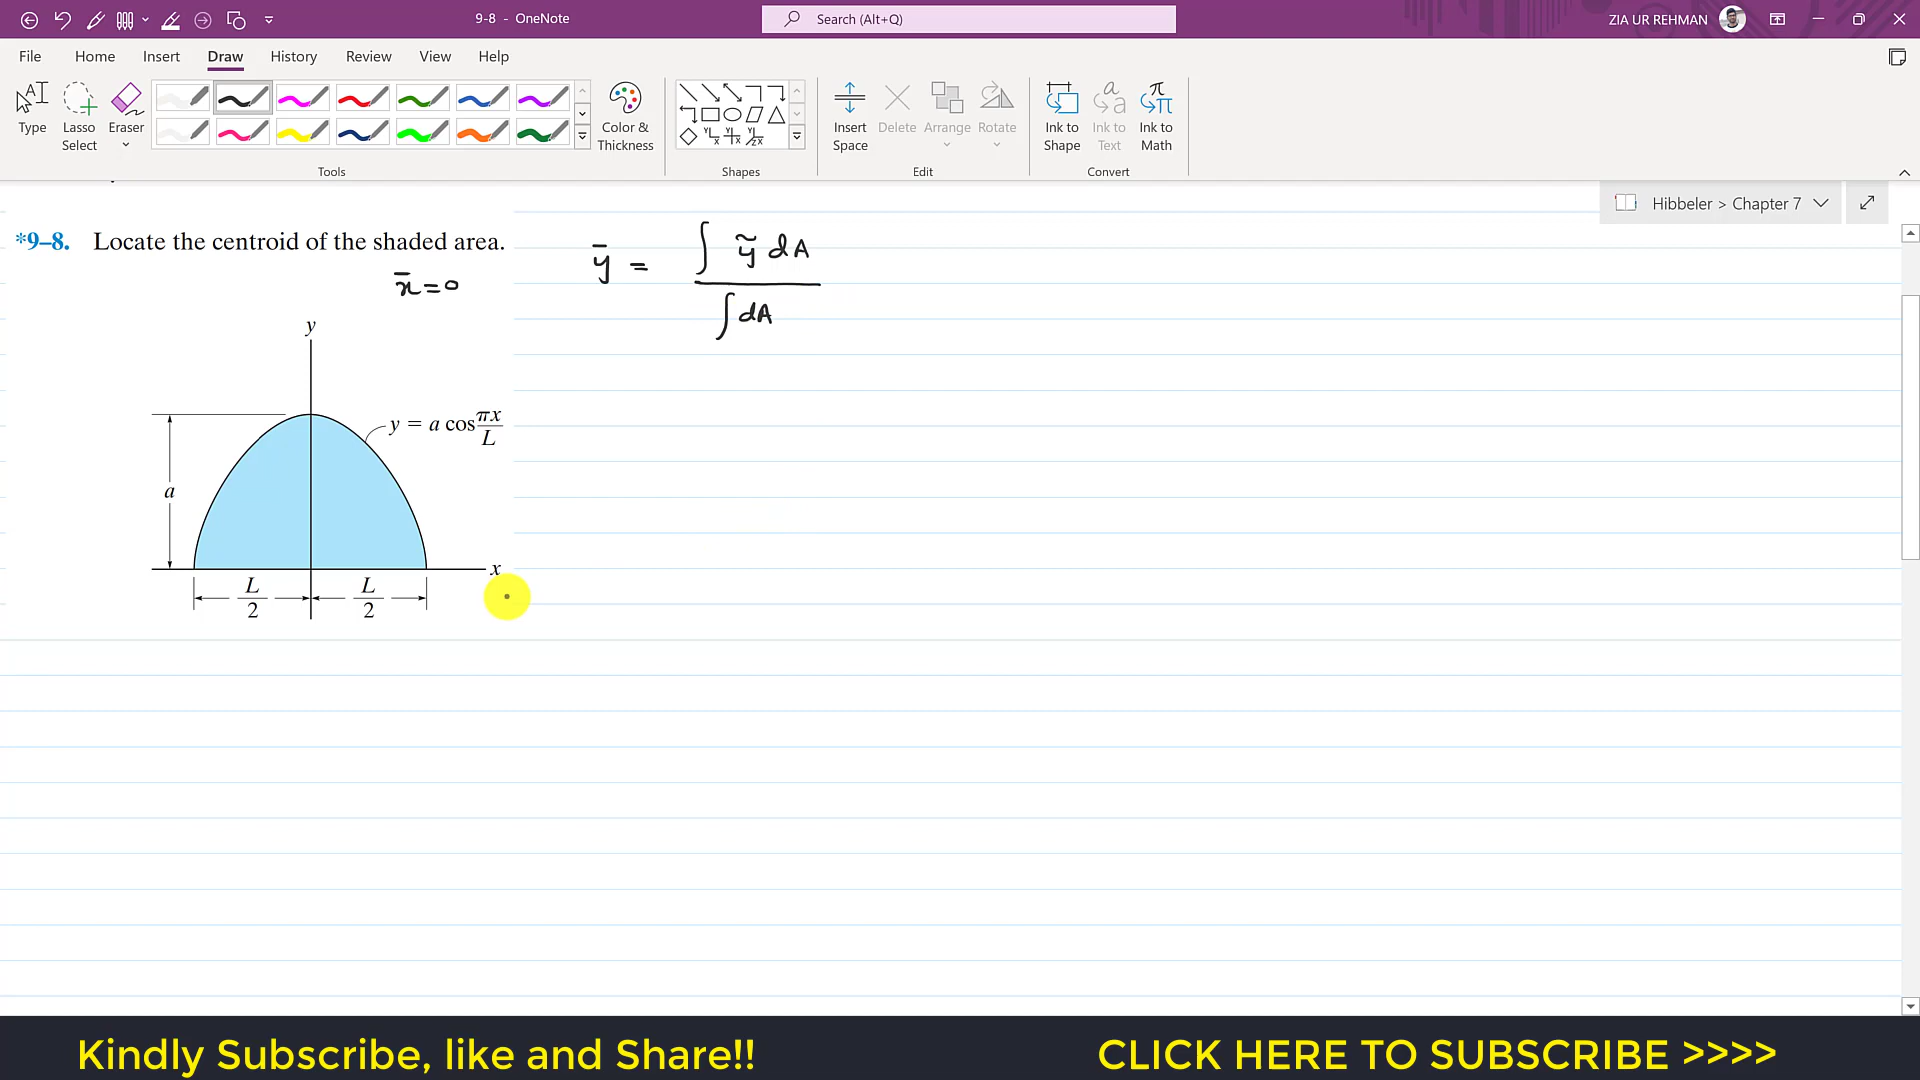 9-8 - OneNote
Search (Alt+Q)
ZIA UR REHMAN
File Home Insert Draw History Review View Help
Type
Lasso Select
Eraser
Color & Thickness
Insert Space
Delete
Arrange
Rotate
Ink to Shape
Ink to Text
Ink to Math
Tools
Shapes
Edit
Convert
Hibbeler > Chapter 7
*9–8. Locate the centroid of the shaded area.
x̄ = 0
ȳ = ∫ ỹ dA / ∫ dA
y
y = a cos πx/L
a
x
L/2 L/2
Kindly Subscribe, like and Share!!
CLICK HERE TO SUBSCRIBE >>>>